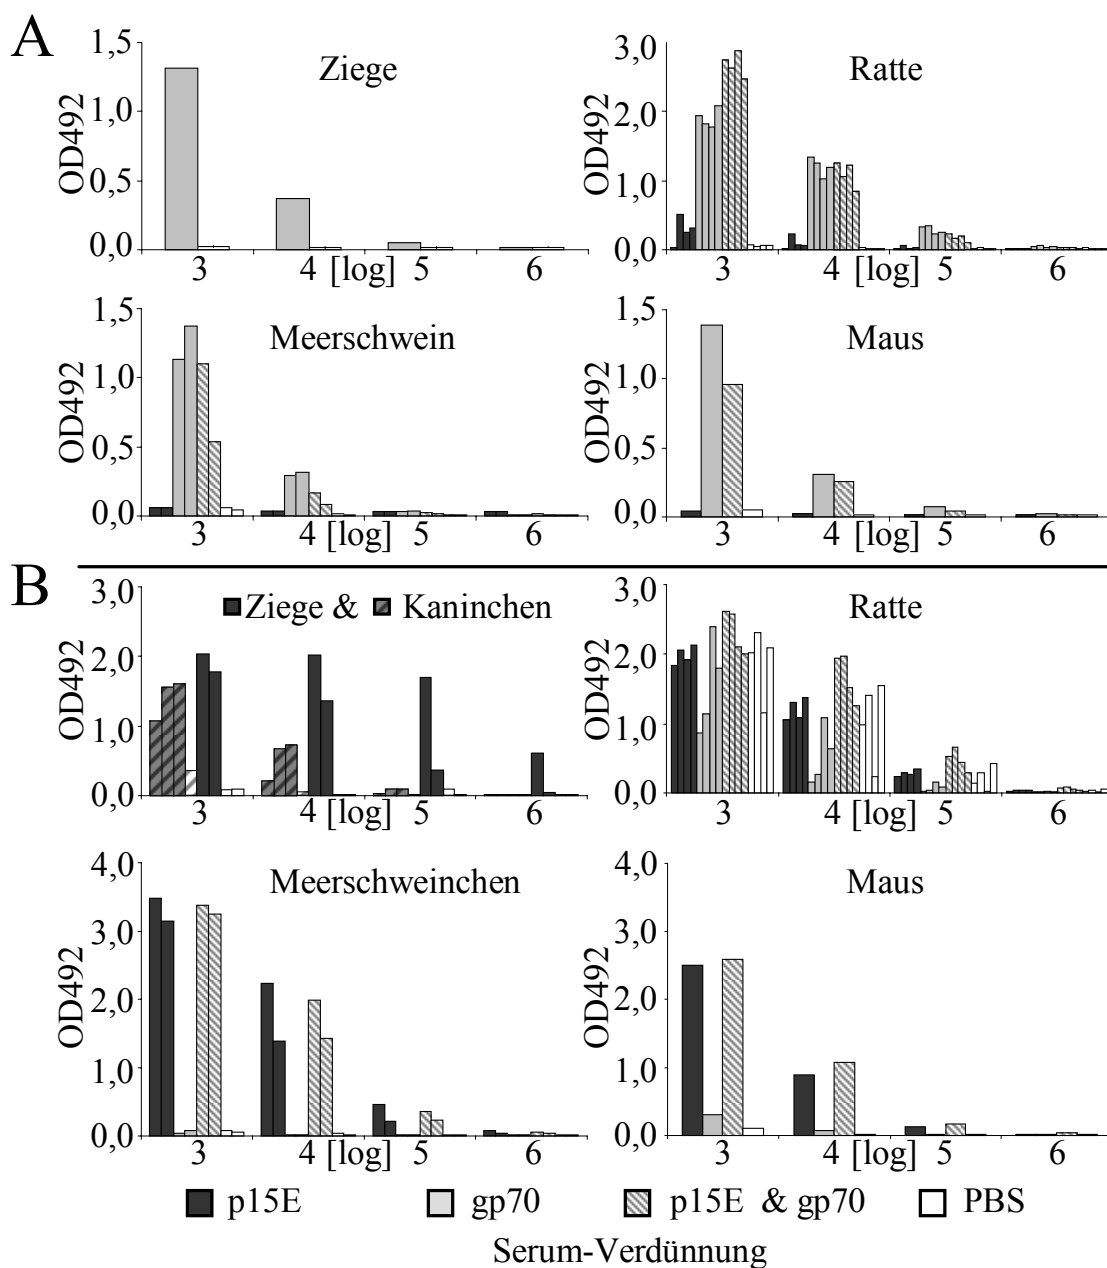 A
Ziege
OD492
1,5
1,0
0,5
0,0
3 4 [log] 5 6
Ratte
OD492
3,0
2,0
1,0
0,0
3 4 [log] 5 6
Meerschwein
OD492
1,5
1,0
0,5
0,0
3 4 [log] 5 6
Maus
OD492
1,5
1,0
0,5
0,0
3 4 [log] 5 6
B
Ziege & Kaninchen
OD492
3,0
2,0
1,0
0,0
3 4 [log] 5 6
Ratte
OD492
3,0
2,0
1,0
0,0
3 4 [log] 5 6
Meerschweinchen
OD492
4,0
3,0
2,0
1,0
0,0
3 4 [log] 5 6
Maus
OD492
4,0
3,0
2,0
1,0
0,0
3 4 [log] 5 6
p15E gp70 p15E & gp70 PBS
Serum-Verdünnung